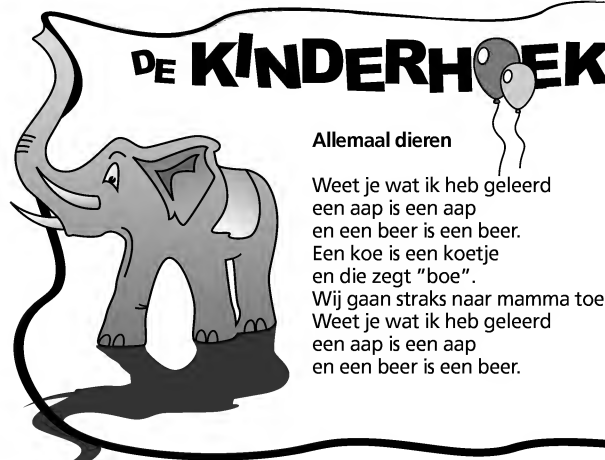 DE KINDERHOEK
Allemaal dieren
Weet je wat ik heb geleerd
een aap is een aap
en een beer is een beer.
Een koe is een koetje
en die zegt "boe".
Wij gaan straks naar mamma toe
Weet je wat ik heb geleerd
een aap is een aap
en een beer is een beer.